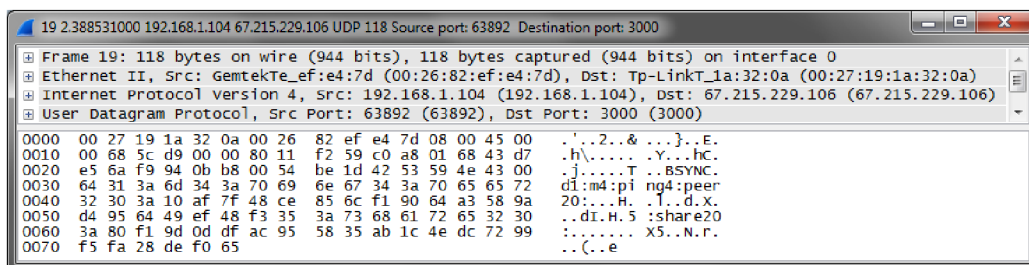 19 2.388531000 192.168.1.104 67.215.229.106 UDP 118 Source port: 63892 Destination port: 3000
Frame 19: 118 bytes on wire (944 bits), 118 bytes captured (944 bits) on interface 0
Ethernet II, Src: GemtekTe_ef:e4:7d (00:26:82:ef:e4:7d), Dst: Tp-LinkT_1a:32:0a (00:27:19:1a:32:0a)
Internet Protocol Version 4, Src: 192.168.1.104 (192.168.1.104), Dst: 67.215.229.106 (67.215.229.106)
User Datagram Protocol, Src Port: 63892 (63892), Dst Port: 3000 (3000)
0000 00 27 19 1a 32 0a 00 26 82 ef e4 7d 08 00 45 00 .'..2..& ...}..E.
0010 00 68 5c d9 00 00 80 11 f2 59 c0 a8 01 68 43 d7 .h\..... .Y...hC.
0020 e5 6a f9 94 0b b8 00 54 be 1d 42 53 59 4e 43 00 .j.....T ..BSYNC.
0030 64 31 3a 6d 34 3a 70 69 6e 67 34 3a 70 65 65 72 d1:m4:pi ng4:peer
0040 32 30 3a 10 af 7f 48 ce 85 6c f1 90 64 a3 58 9a 20:...H. .l..d.X.
0050 d4 95 64 49 ef 48 f3 35 3a 73 68 61 72 65 32 30 ..dI.H.5 :share20
0060 3a 80 f1 9d 0d df ac 95 58 35 ab 1c 4e dc 72 99 :....... X5..N.r.
0070 f5 fa 28 de f0 65 ..(..e